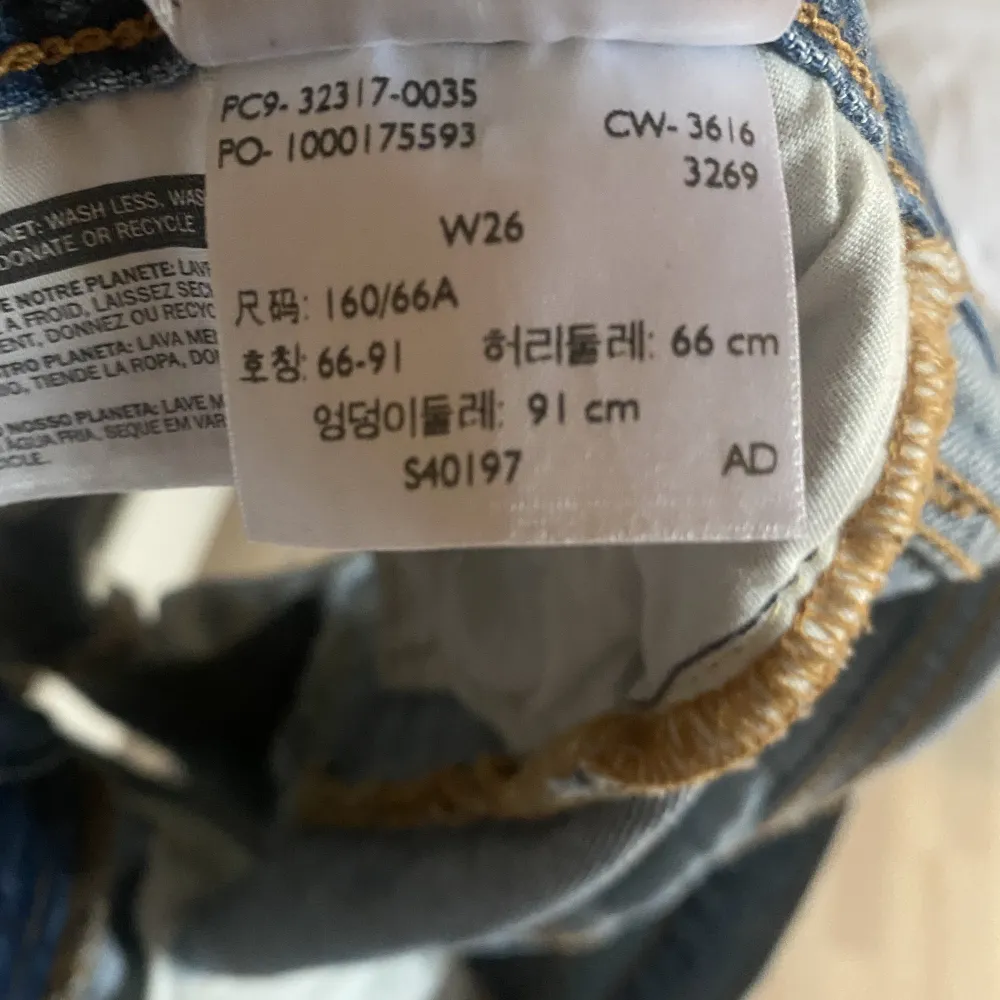 PC9- 32317-0035
PO- 1000175593
CW- 3616
3269
W26
尺码: 160/66A
호칭: 66-91 허리둘레: 66 cm
엉덩이둘레: 91 cm
S40197 AD
NET: WASH LESS, WAS
DONATE OR RECYCLE
E NOTRE PLANETE: LAV
A FROID, LAISSEZ SEC
ENT, DONNEZ OU RECYC
TRO PLANETA: LAVA ME
TIENDE LA ROPA, DO
NOSSO PLANETA: LAVE M
ÁGUA FRIA, SEQUE EM VAR
ICLE.